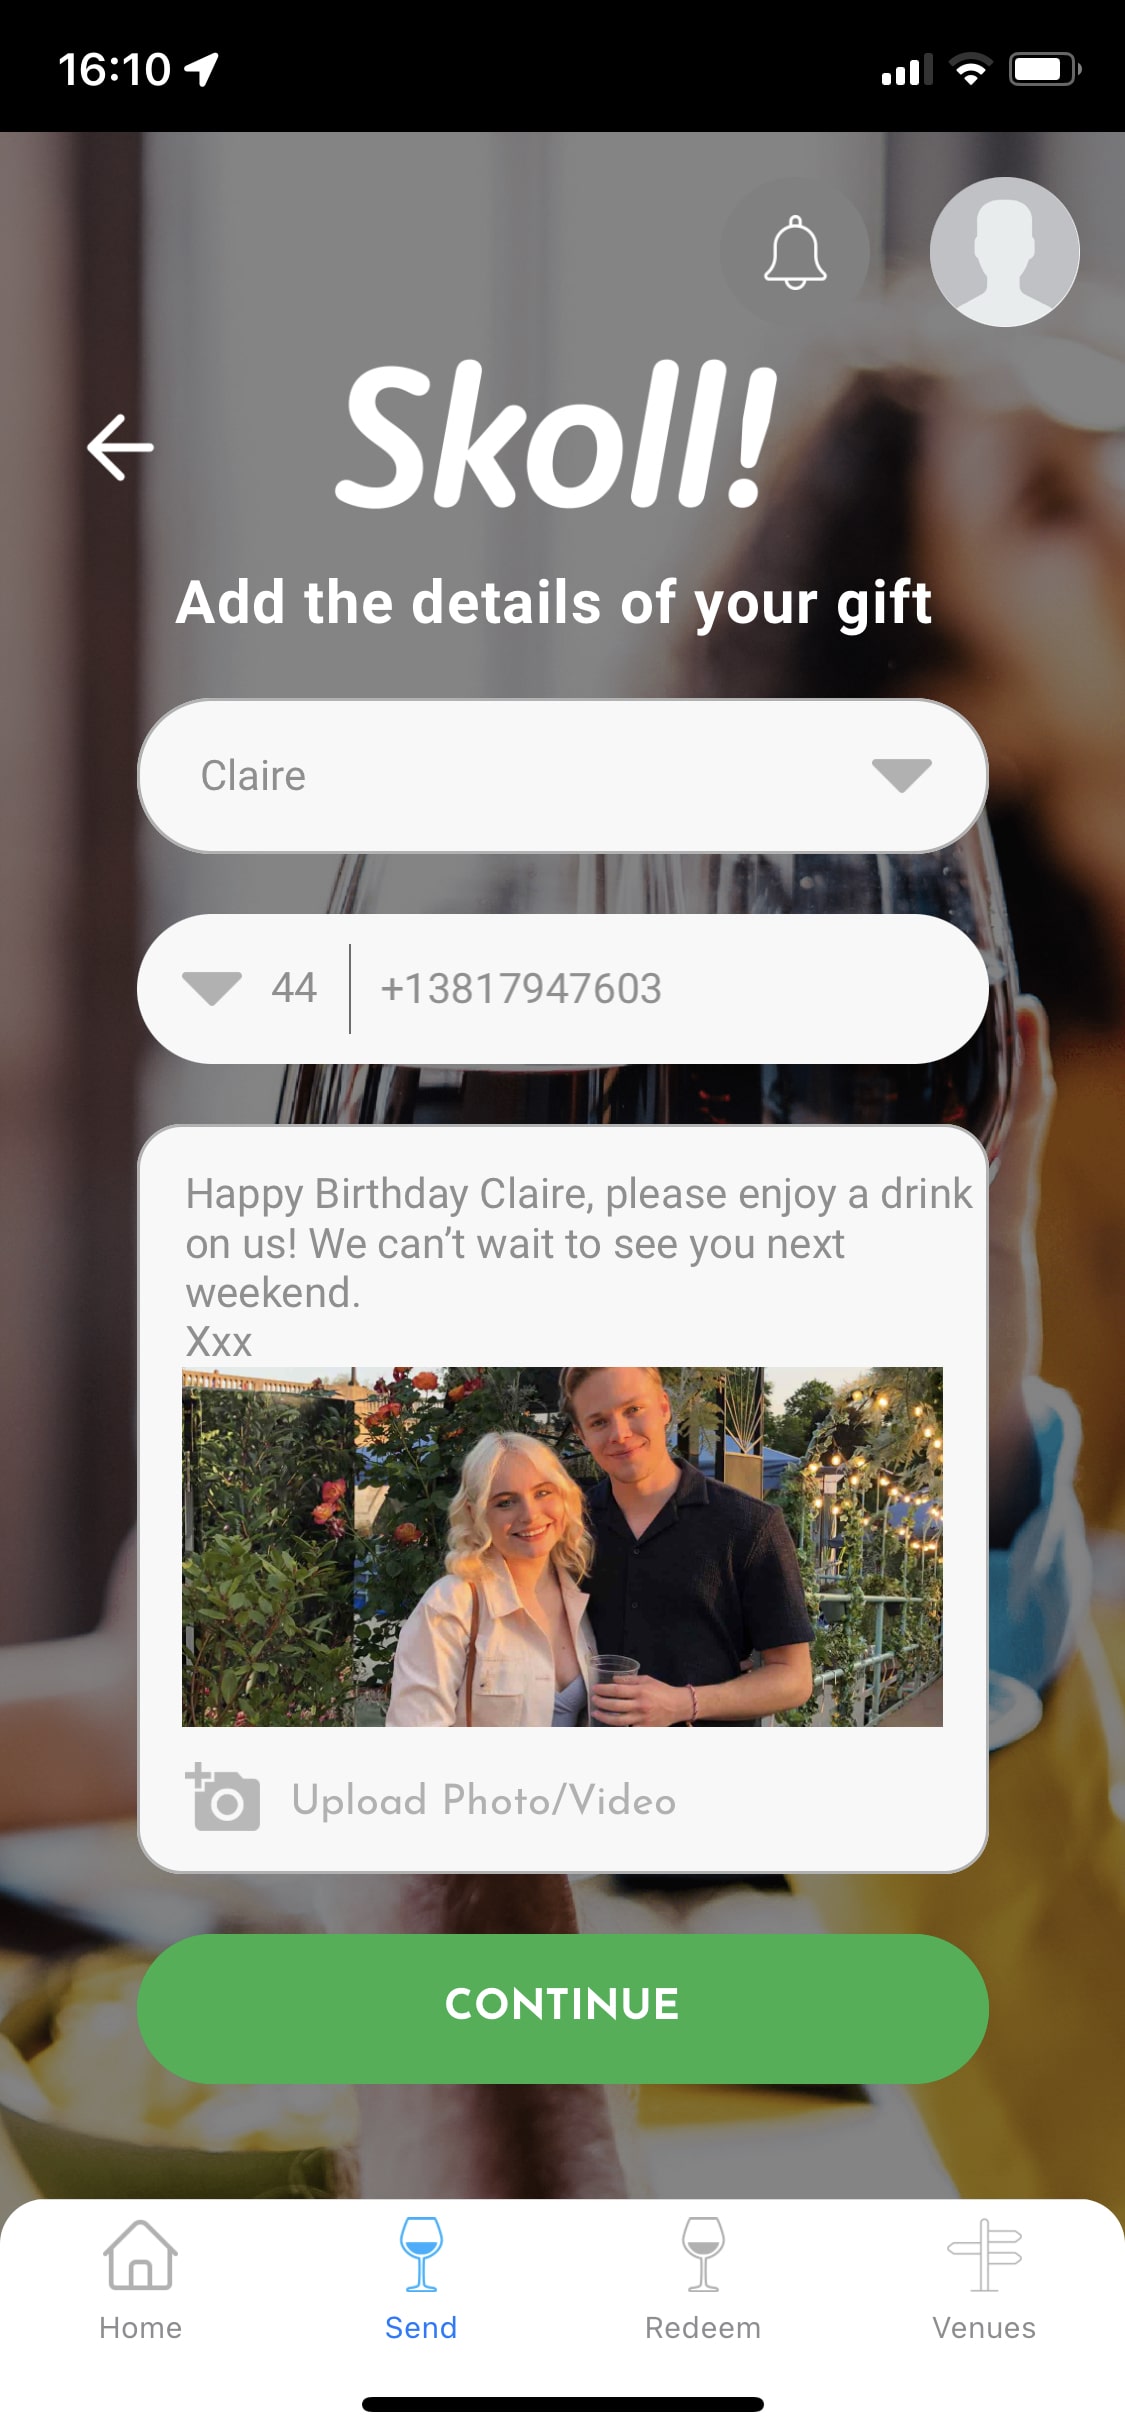 16:10
Skoll!
Add the details of your gift
Claire
44 +13817947603
Happy Birthday Claire, please enjoy a drink
on us! We can’t wait to see you next
weekend.
Xxx
Upload Photo/Video
CONTINUE
Home Send Redeem Venues